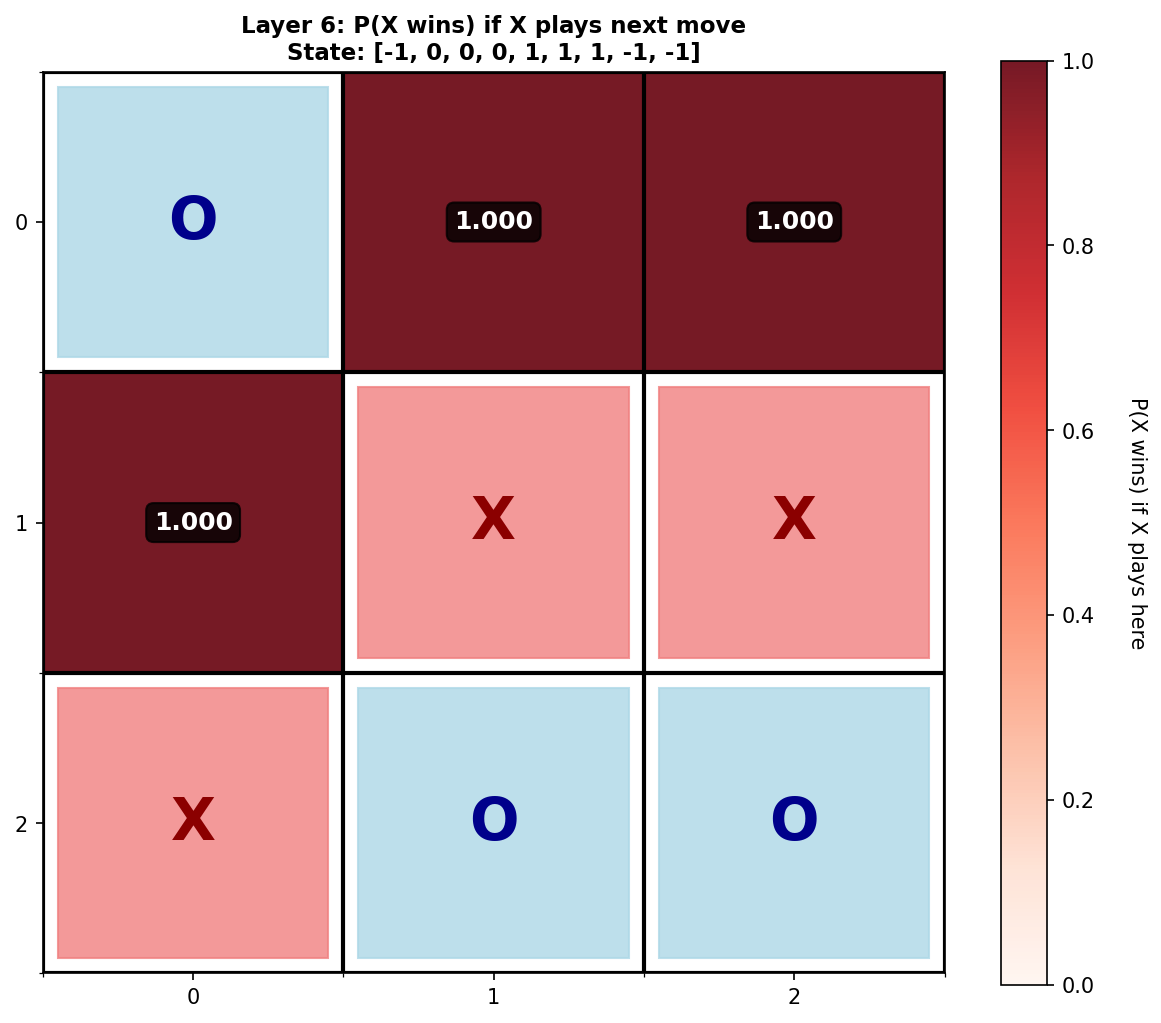 Layer 6: P(X wins) if X plays next move
State: [-1, 0, 0, 0, 1, 1, 1, -1, -1]
0
O
1.000
1.000
1
1.000
X
X
2
X
O
O
0
1
2
1.0
0.8
0.6
0.4
0.2
0.0
P(X wins) if X plays here